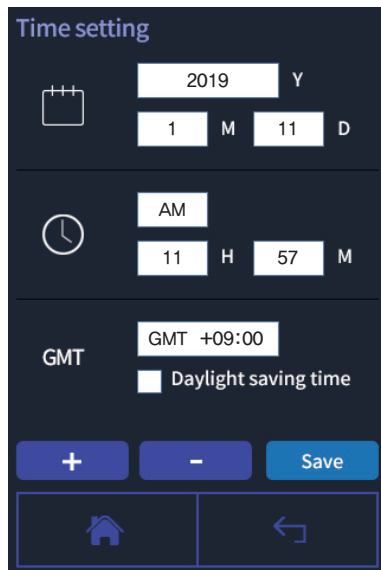 Time setting
2019 Y
1 M 11 D
AM
11 H 57 M
GMT GMT +09:00
Daylight saving time
+ - Save